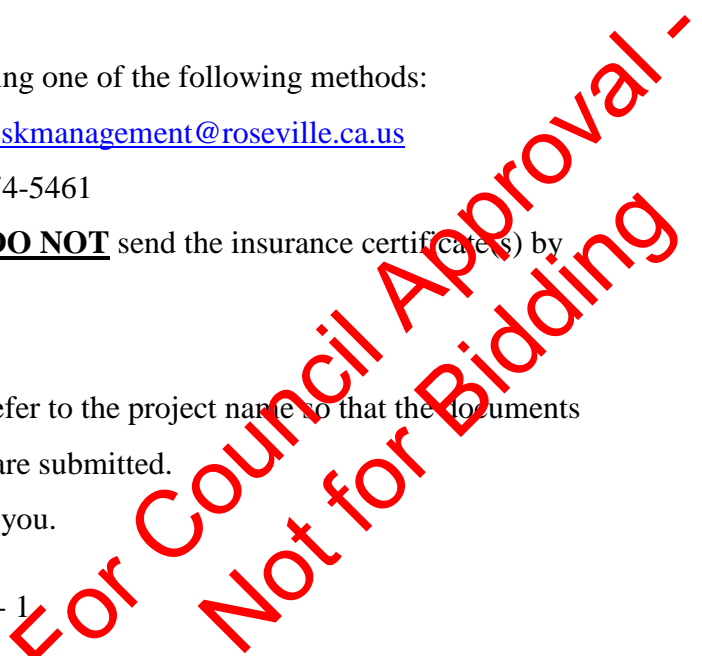 ing one of the following methods:
skmanagement@roseville.ca.us
4-5461
DO NOT send the insurance certificate(s) by
efer to the project name so that the documents
are submitted.
you.
- 1
For Council Approval -
Not for Bidding